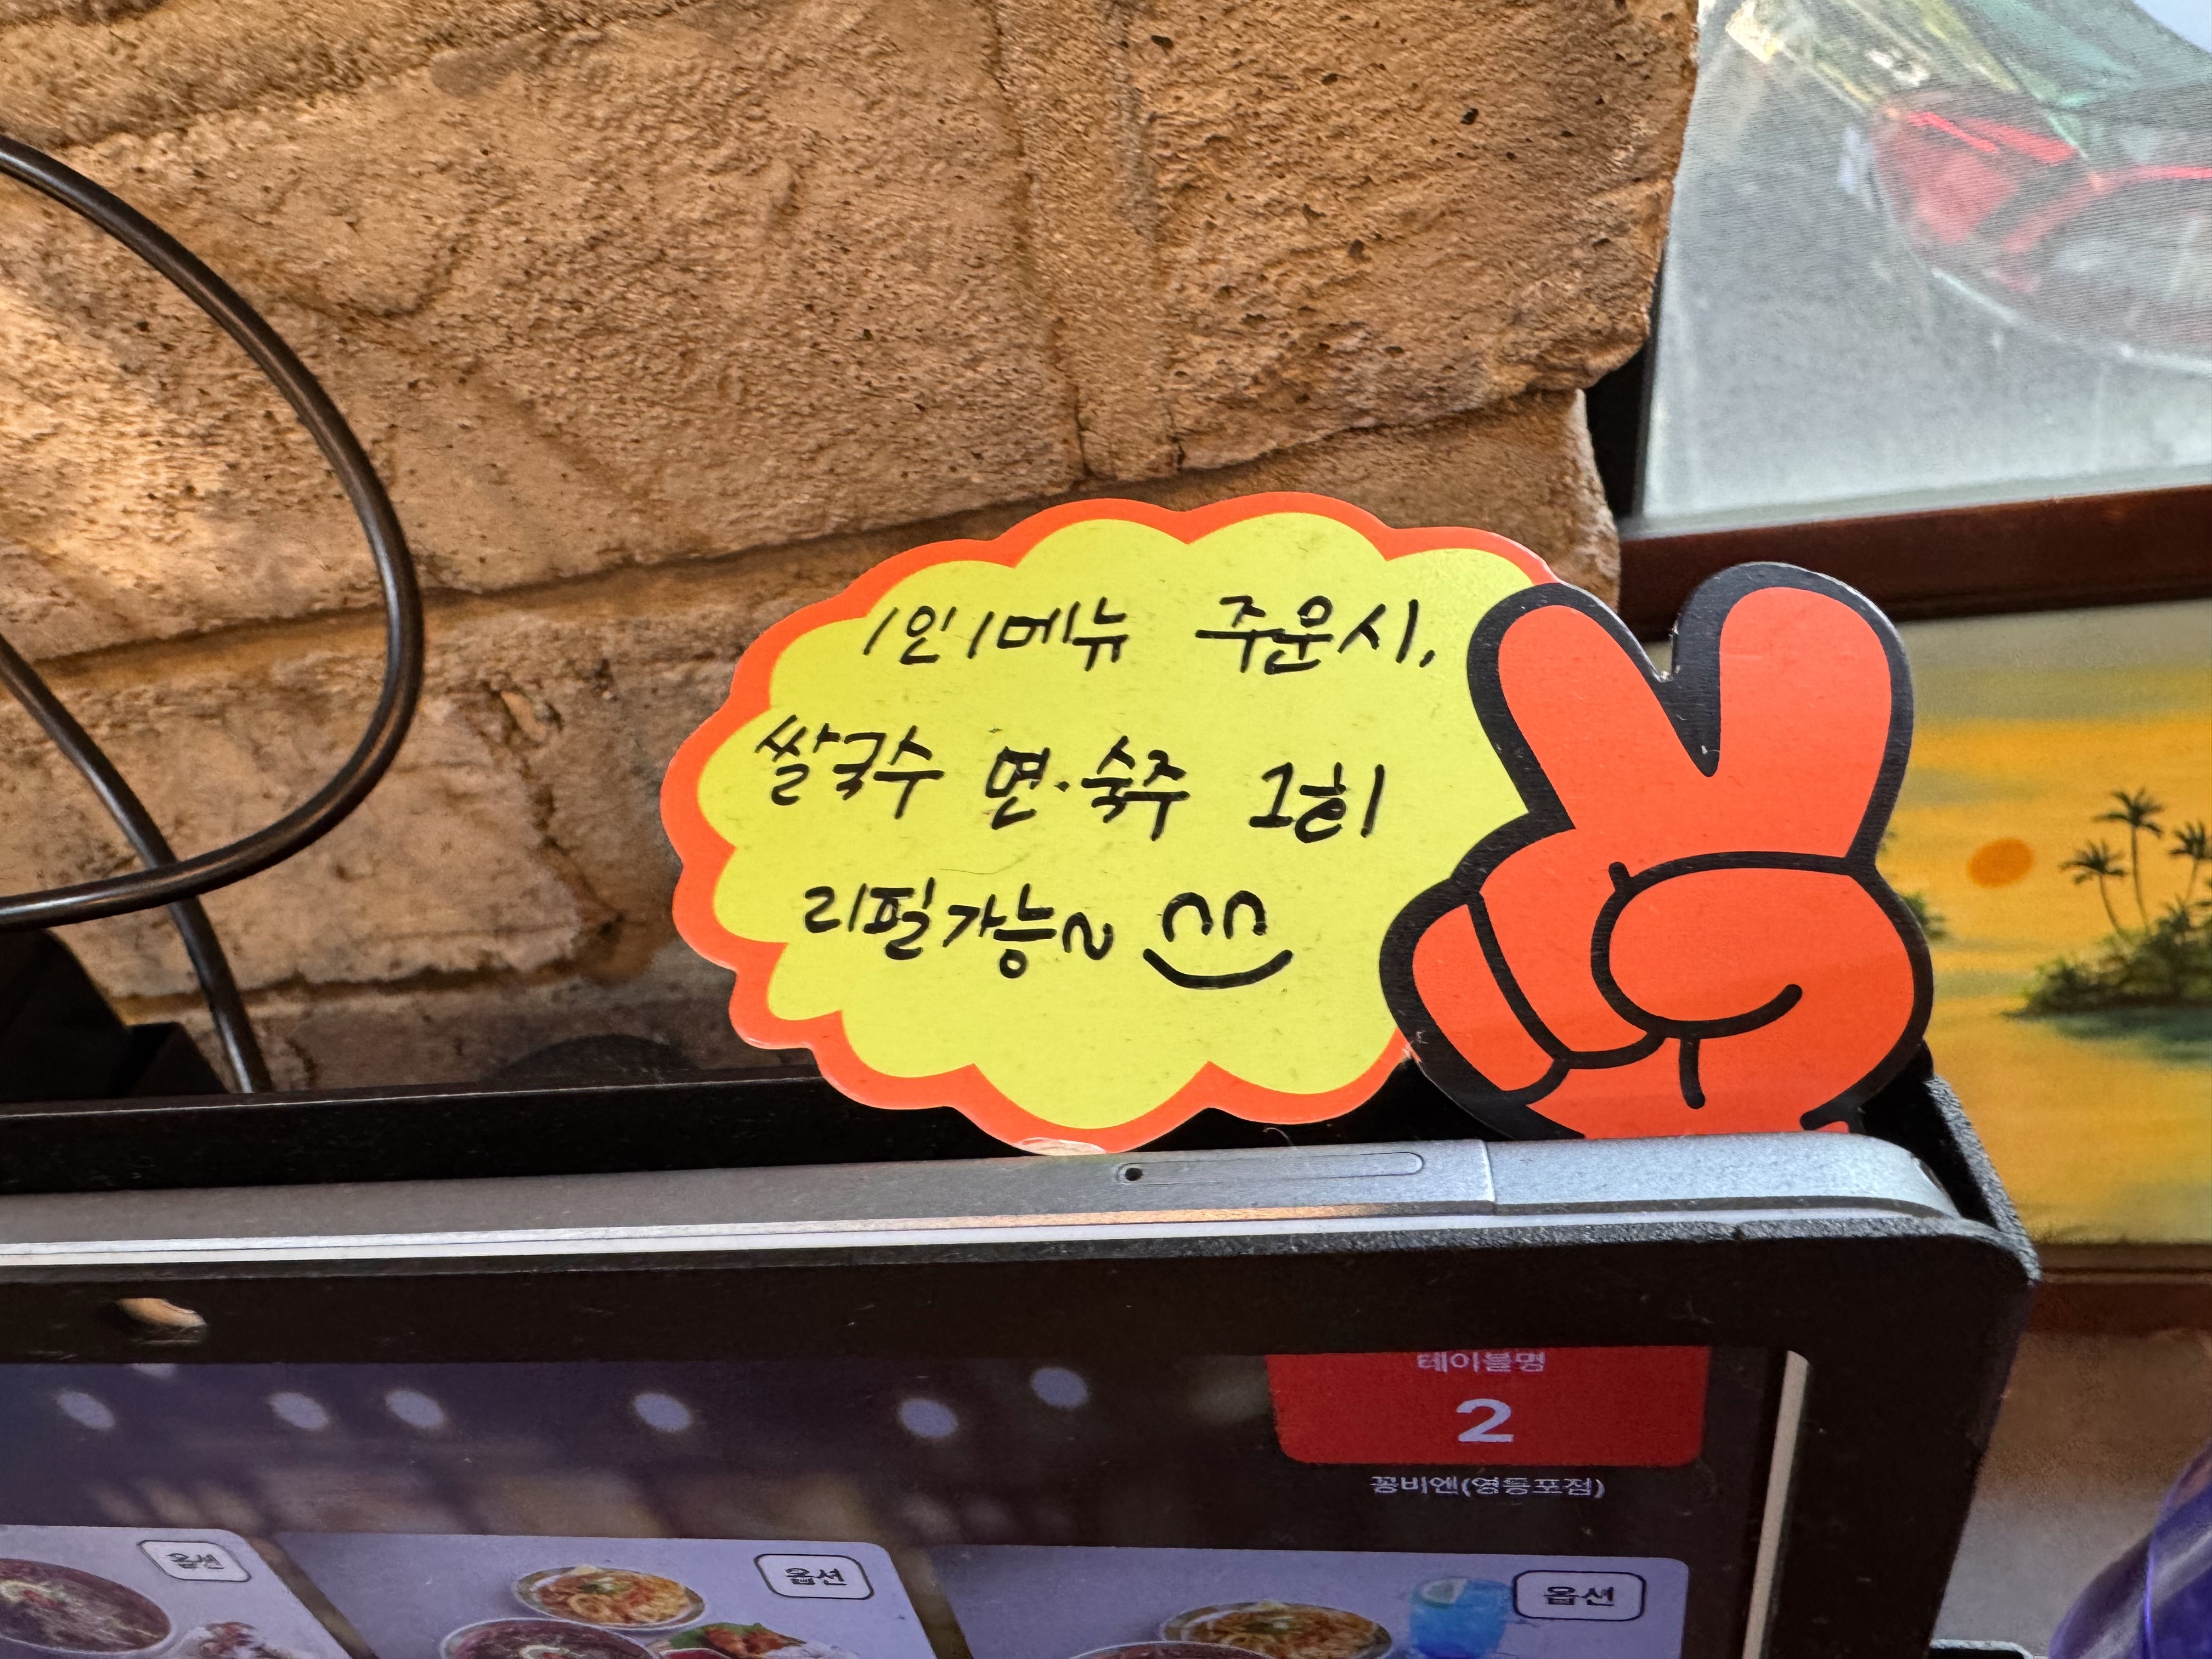 1인 1메뉴 주문시,
쌀국수 면·숙주 1회
리필가능~
테이블명
2
꽁비엔(영등포점)
옵션
옵션
옵션